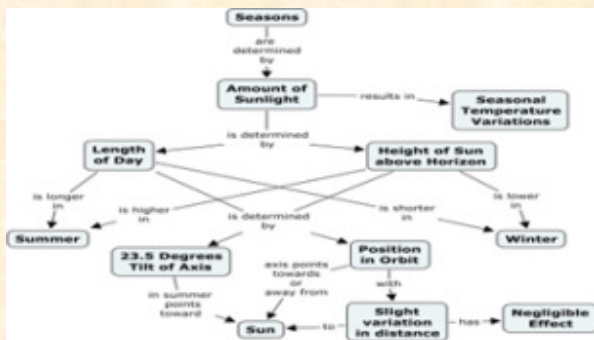 Seasons
are
determined
by
Amount of
Sunlight
results in
Seasonal
Temperature
Variations
is determined
by
Length
of Day
Height of Sun
above Horizon
is longer
in
is higher
in
is determined
by
is shorter
in
is lower
in
Summer
23.5 Degrees
Tilt of Axis
axis points
towards
or
away from
Position
in Orbit
Winter
in summer
points
toward
with
Sun
to
Slight
variation
in distance
has
Negligible
Effect